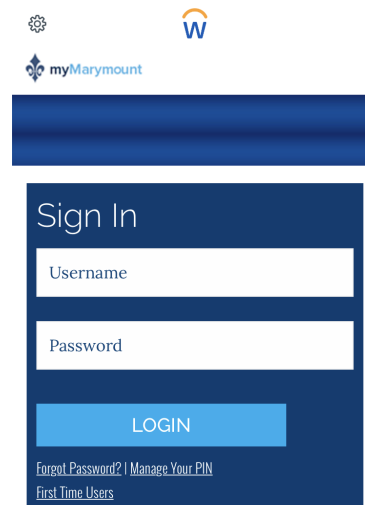 W
myMarymount
Sign In
Username
Password
LOGIN
Forgot Password? | Manage Your PIN
First Time Users